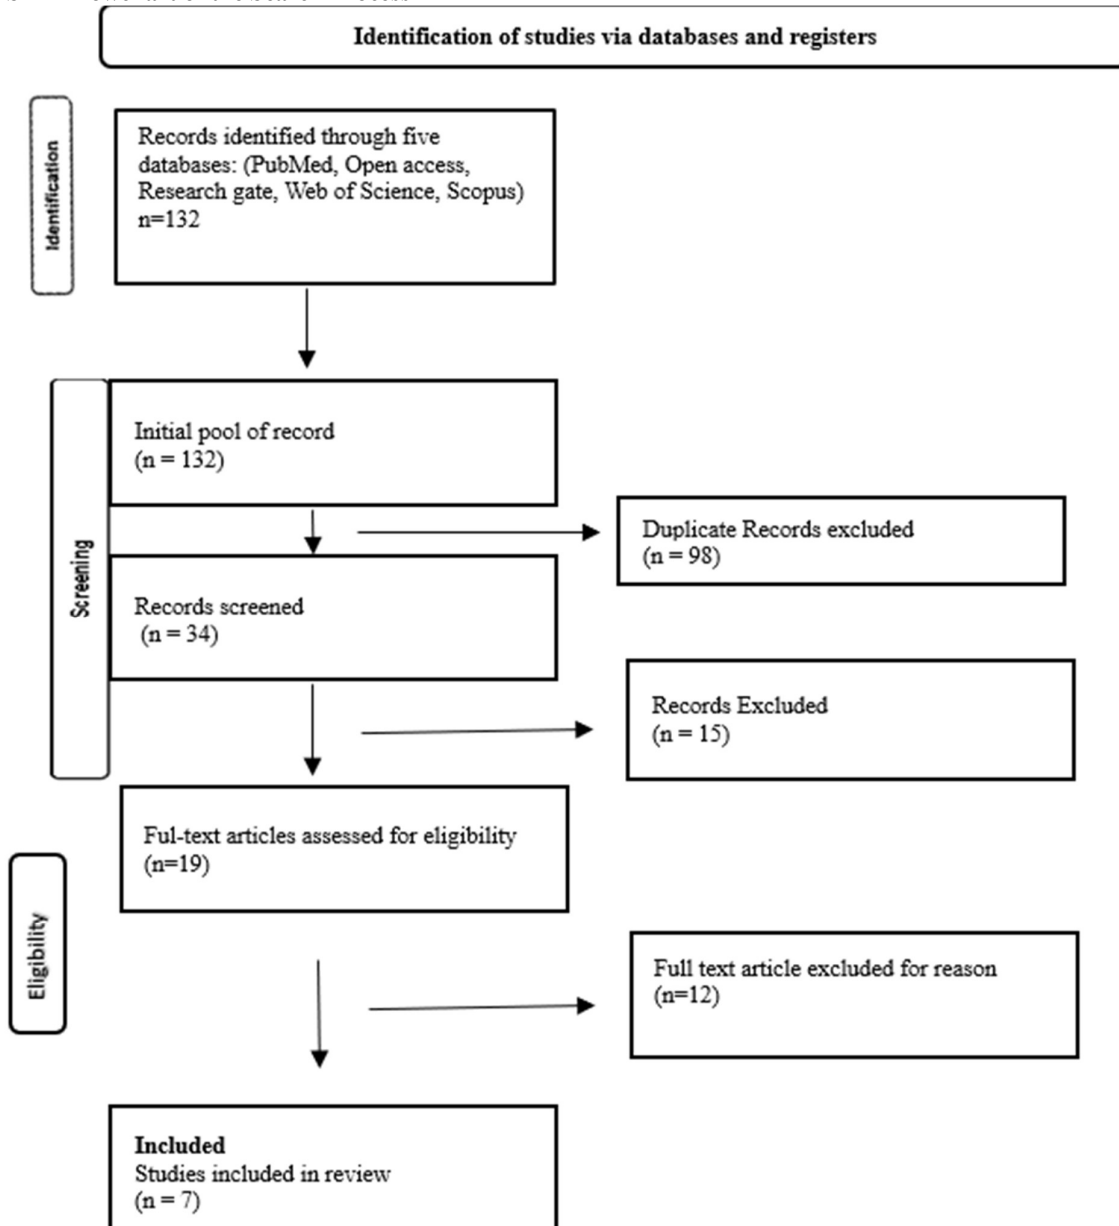 Identification of studies via databases and registers
Identification
Records identified through five
databases: (PubMed, Open access,
Research gate, Web of Science, Scopus)
n=132
Screening
Initial pool of record
(n = 132)
Duplicate Records excluded
(n = 98)
Records screened
(n = 34)
Records Excluded
(n = 15)
Eligibility
Ful-text articles assessed for eligibility
(n=19)
Full text article excluded for reason
(n=12)
Included
Studies included in review
(n = 7)